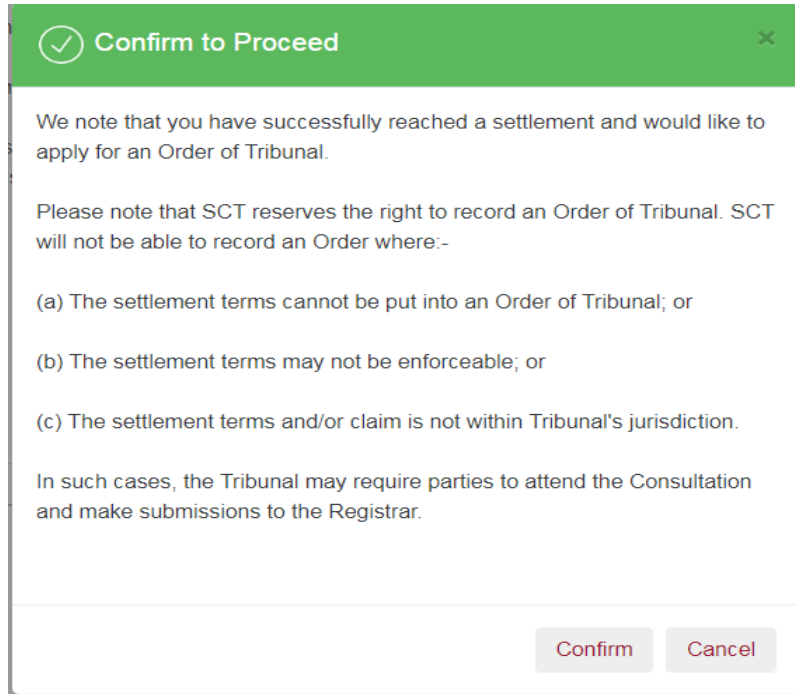 Confirm to Proceed
We note that you have successfully reached a settlement and would like to
apply for an Order of Tribunal.
Please note that SCT reserves the right to record an Order of Tribunal. SCT
will not be able to record an Order where:-
(a) The settlement terms cannot be put into an Order of Tribunal; or
(b) The settlement terms may not be enforceable; or
(c) The settlement terms and/or claim is not within Tribunal's jurisdiction.
In such cases, the Tribunal may require parties to attend the Consultation
and make submissions to the Registrar.
Confirm Cancel